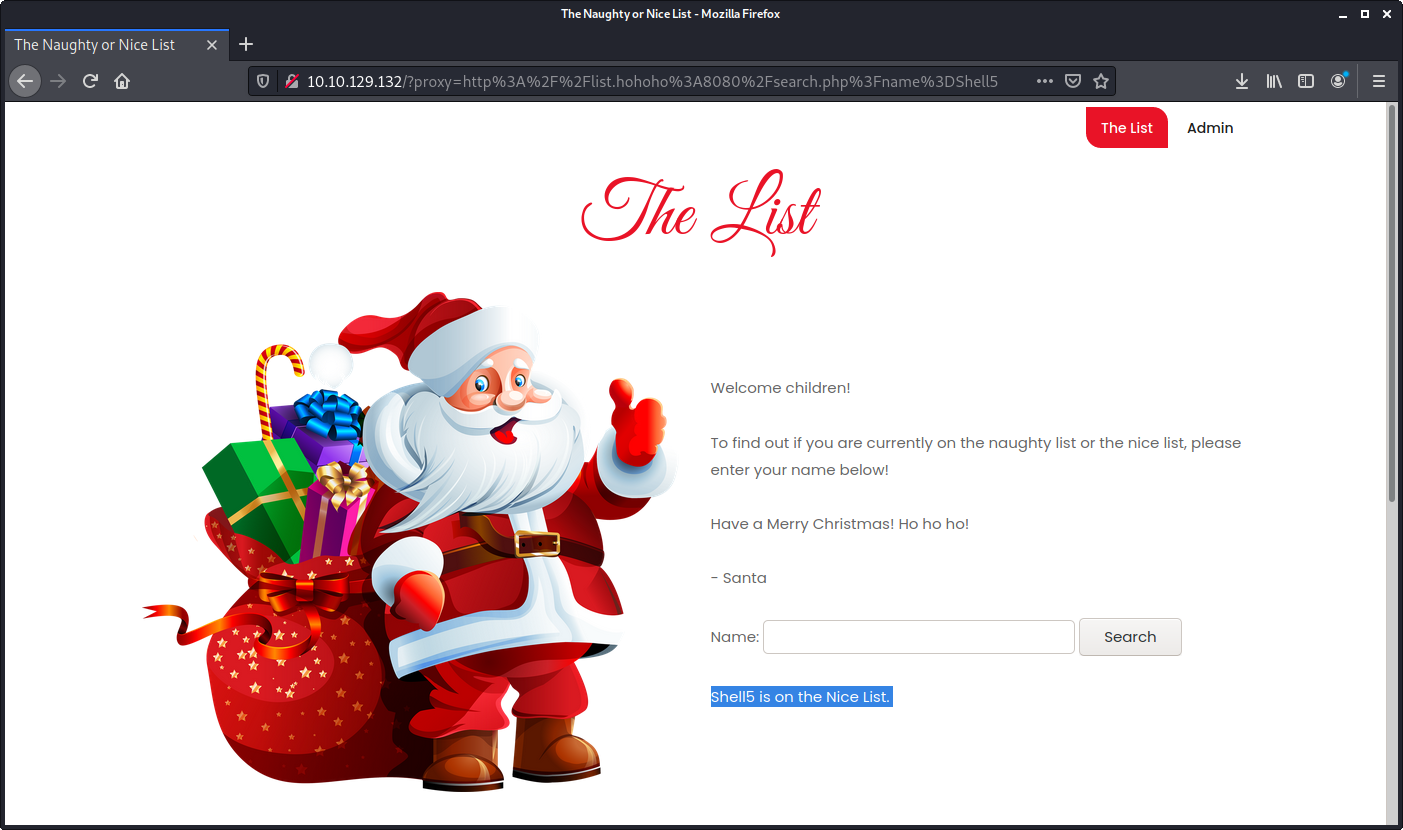 The Naughty or Nice List - Mozilla Firefox
The Naughty or Nice List
10.10.129.132/?proxy=http%3A%2F%2Flist.hohoho%3A8080%2Fsearch.php%3Fname%3DShell5
The List
Admin
The List
Welcome children!
To find out if you are currently on the naughty list or the nice list, please
enter your name below!
Have a Merry Christmas! Ho ho ho!
- Santa
Name:
Search
Shell5 is on the Nice List.